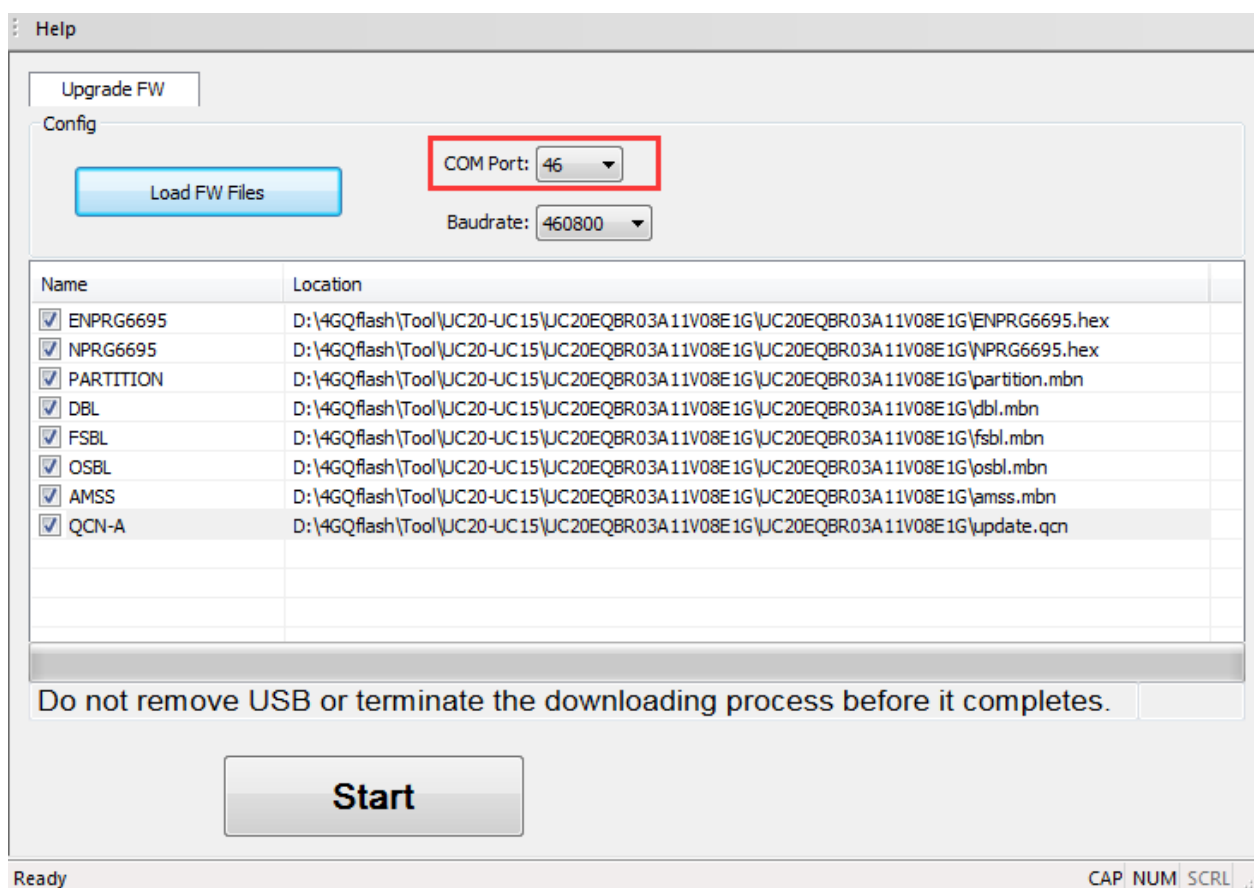 Help
Upgrade FW
Config
COM Port: 46
Load FW Files
Baudrate: 460800
Name Location
ENPRG6695 D:\4GQflash\Tool\UC20-UC15\UC20EQBR03A11V08E1G\UC20EQBR03A11V08E1G\ENPRG6695.hex
NPRG6695 D:\4GQflash\Tool\UC20-UC15\UC20EQBR03A11V08E1G\UC20EQBR03A11V08E1G\NPRG6695.hex
PARTITION D:\4GQflash\Tool\UC20-UC15\UC20EQBR03A11V08E1G\UC20EQBR03A11V08E1G\partition.mbn
DBL D:\4GQflash\Tool\UC20-UC15\UC20EQBR03A11V08E1G\UC20EQBR03A11V08E1G\dbl.mbn
FSBL D:\4GQflash\Tool\UC20-UC15\UC20EQBR03A11V08E1G\UC20EQBR03A11V08E1G\fsbl.mbn
OSBL D:\4GQflash\Tool\UC20-UC15\UC20EQBR03A11V08E1G\UC20EQBR03A11V08E1G\osbl.mbn
AMSS D:\4GQflash\Tool\UC20-UC15\UC20EQBR03A11V08E1G\UC20EQBR03A11V08E1G\amss.mbn
QCN-A D:\4GQflash\Tool\UC20-UC15\UC20EQBR03A11V08E1G\UC20EQBR03A11V08E1G\update.qcn
Do not remove USB or terminate the downloading process before it completes.
Start
Ready CAP NUM SCRL